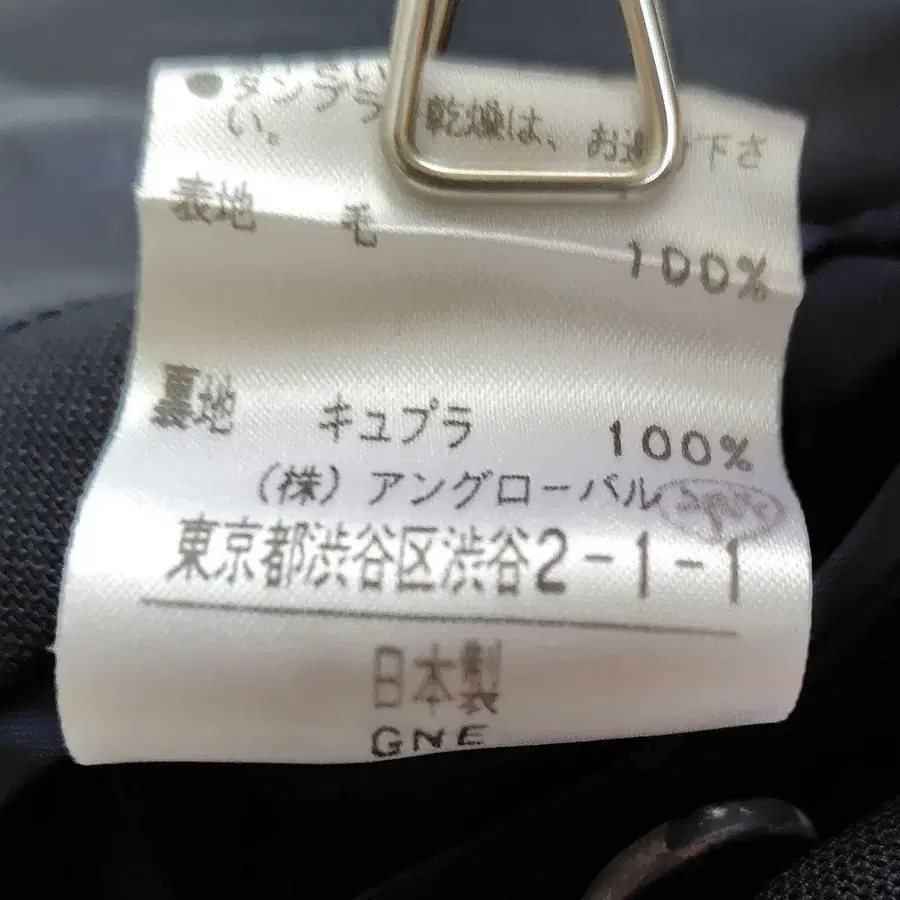 ●タンブラー乾燥は、お避け下さ
い。
表地 毛 100%
裏地 キュプラ 100%
(株)アングローバル
東京都渋谷区渋谷2-1-1
日本製
GNE